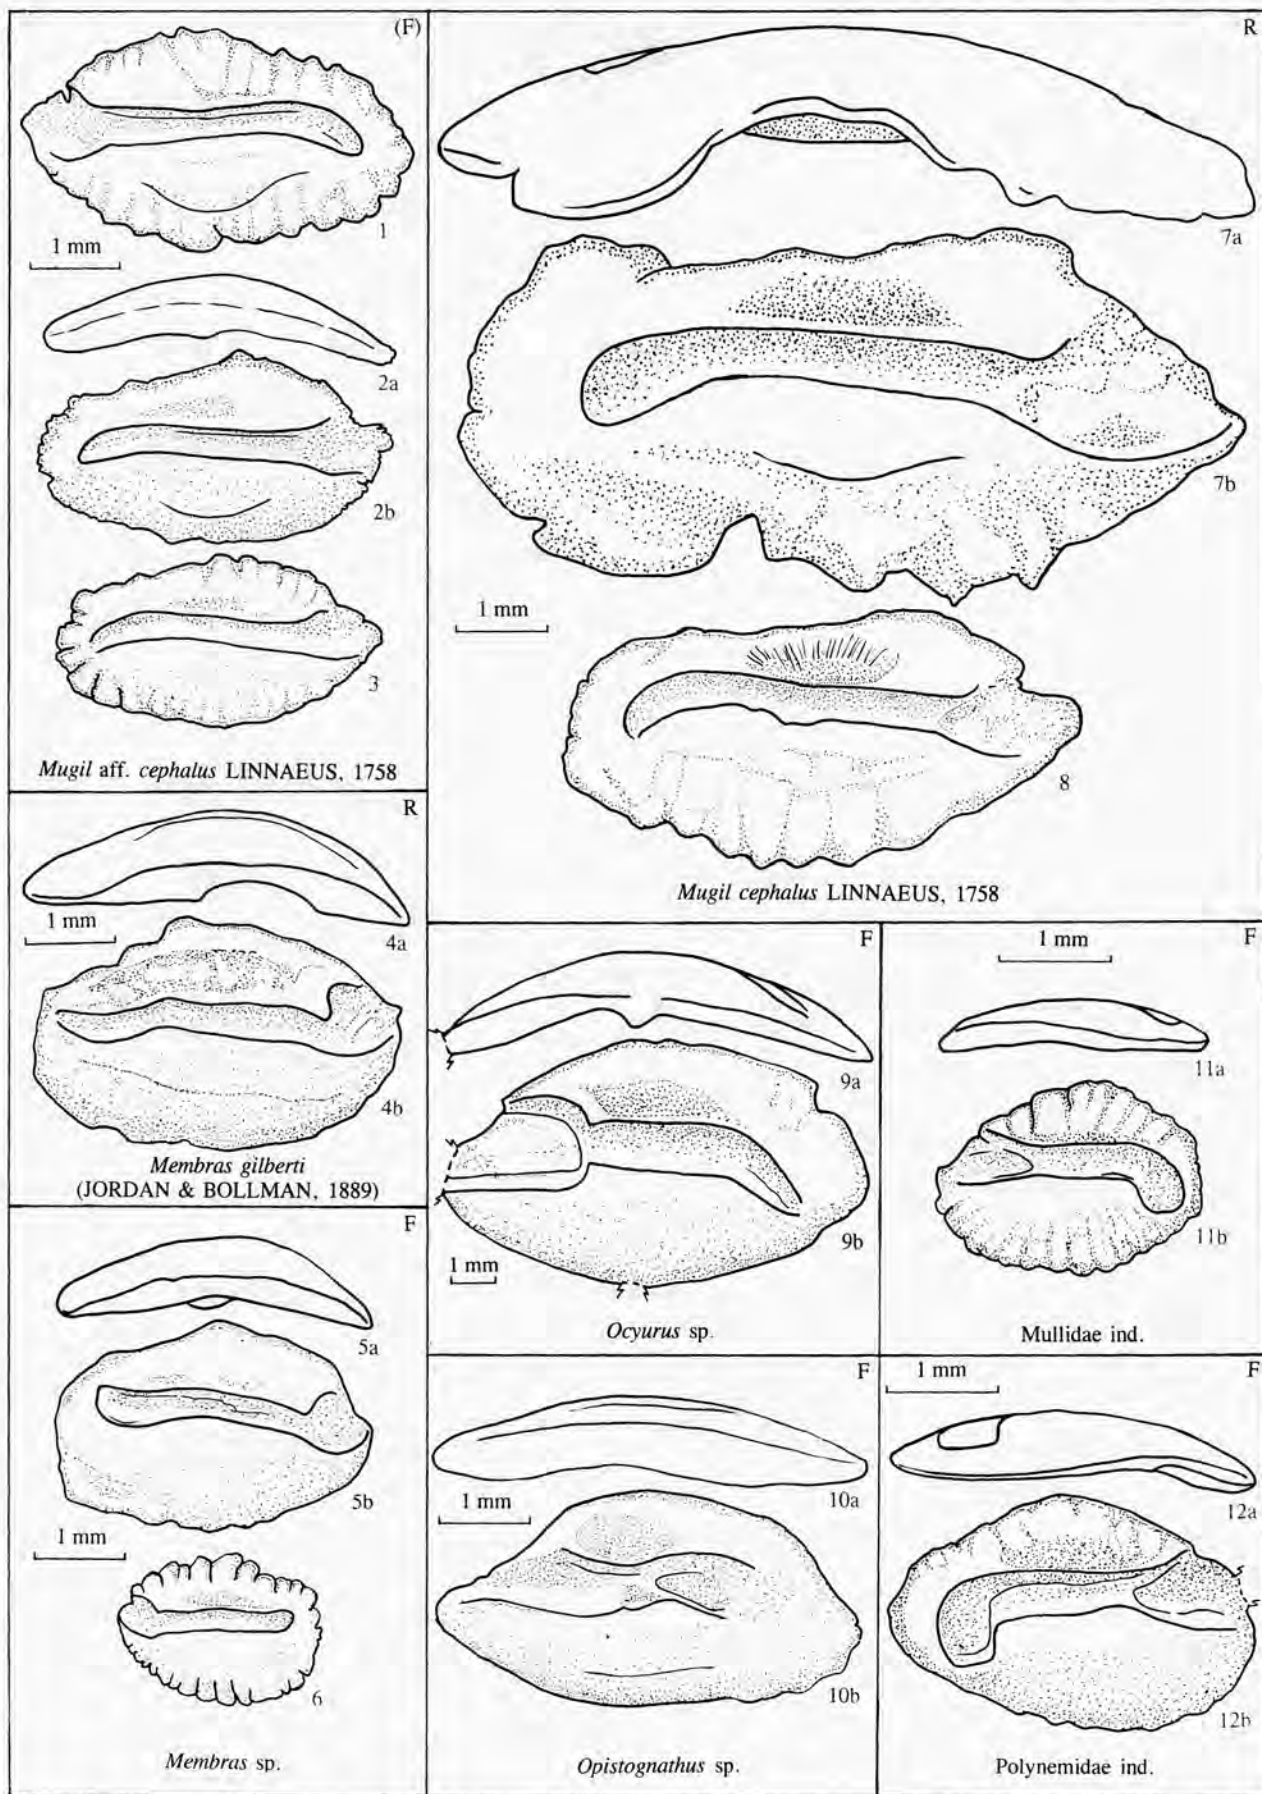 (F)
1
1 mm
2a
2b
3
Mugil aff. cephalus LINNAEUS, 1758
R
7a
7b
1 mm
8
Mugil cephalus LINNAEUS, 1758
R
1 mm
4a
4b
Membras gilberti
(JORDAN & BOLLMAN, 1889)
F
5a
5b
1 mm
6
Membras sp.
F
9a
9b
1 mm
Ocyurus sp.
F
1 mm
11a
11b
Mullidae ind.
F
10a
1 mm
10b
Opistognathus sp.
F
1 mm
12a
12b
Polynemidae ind.